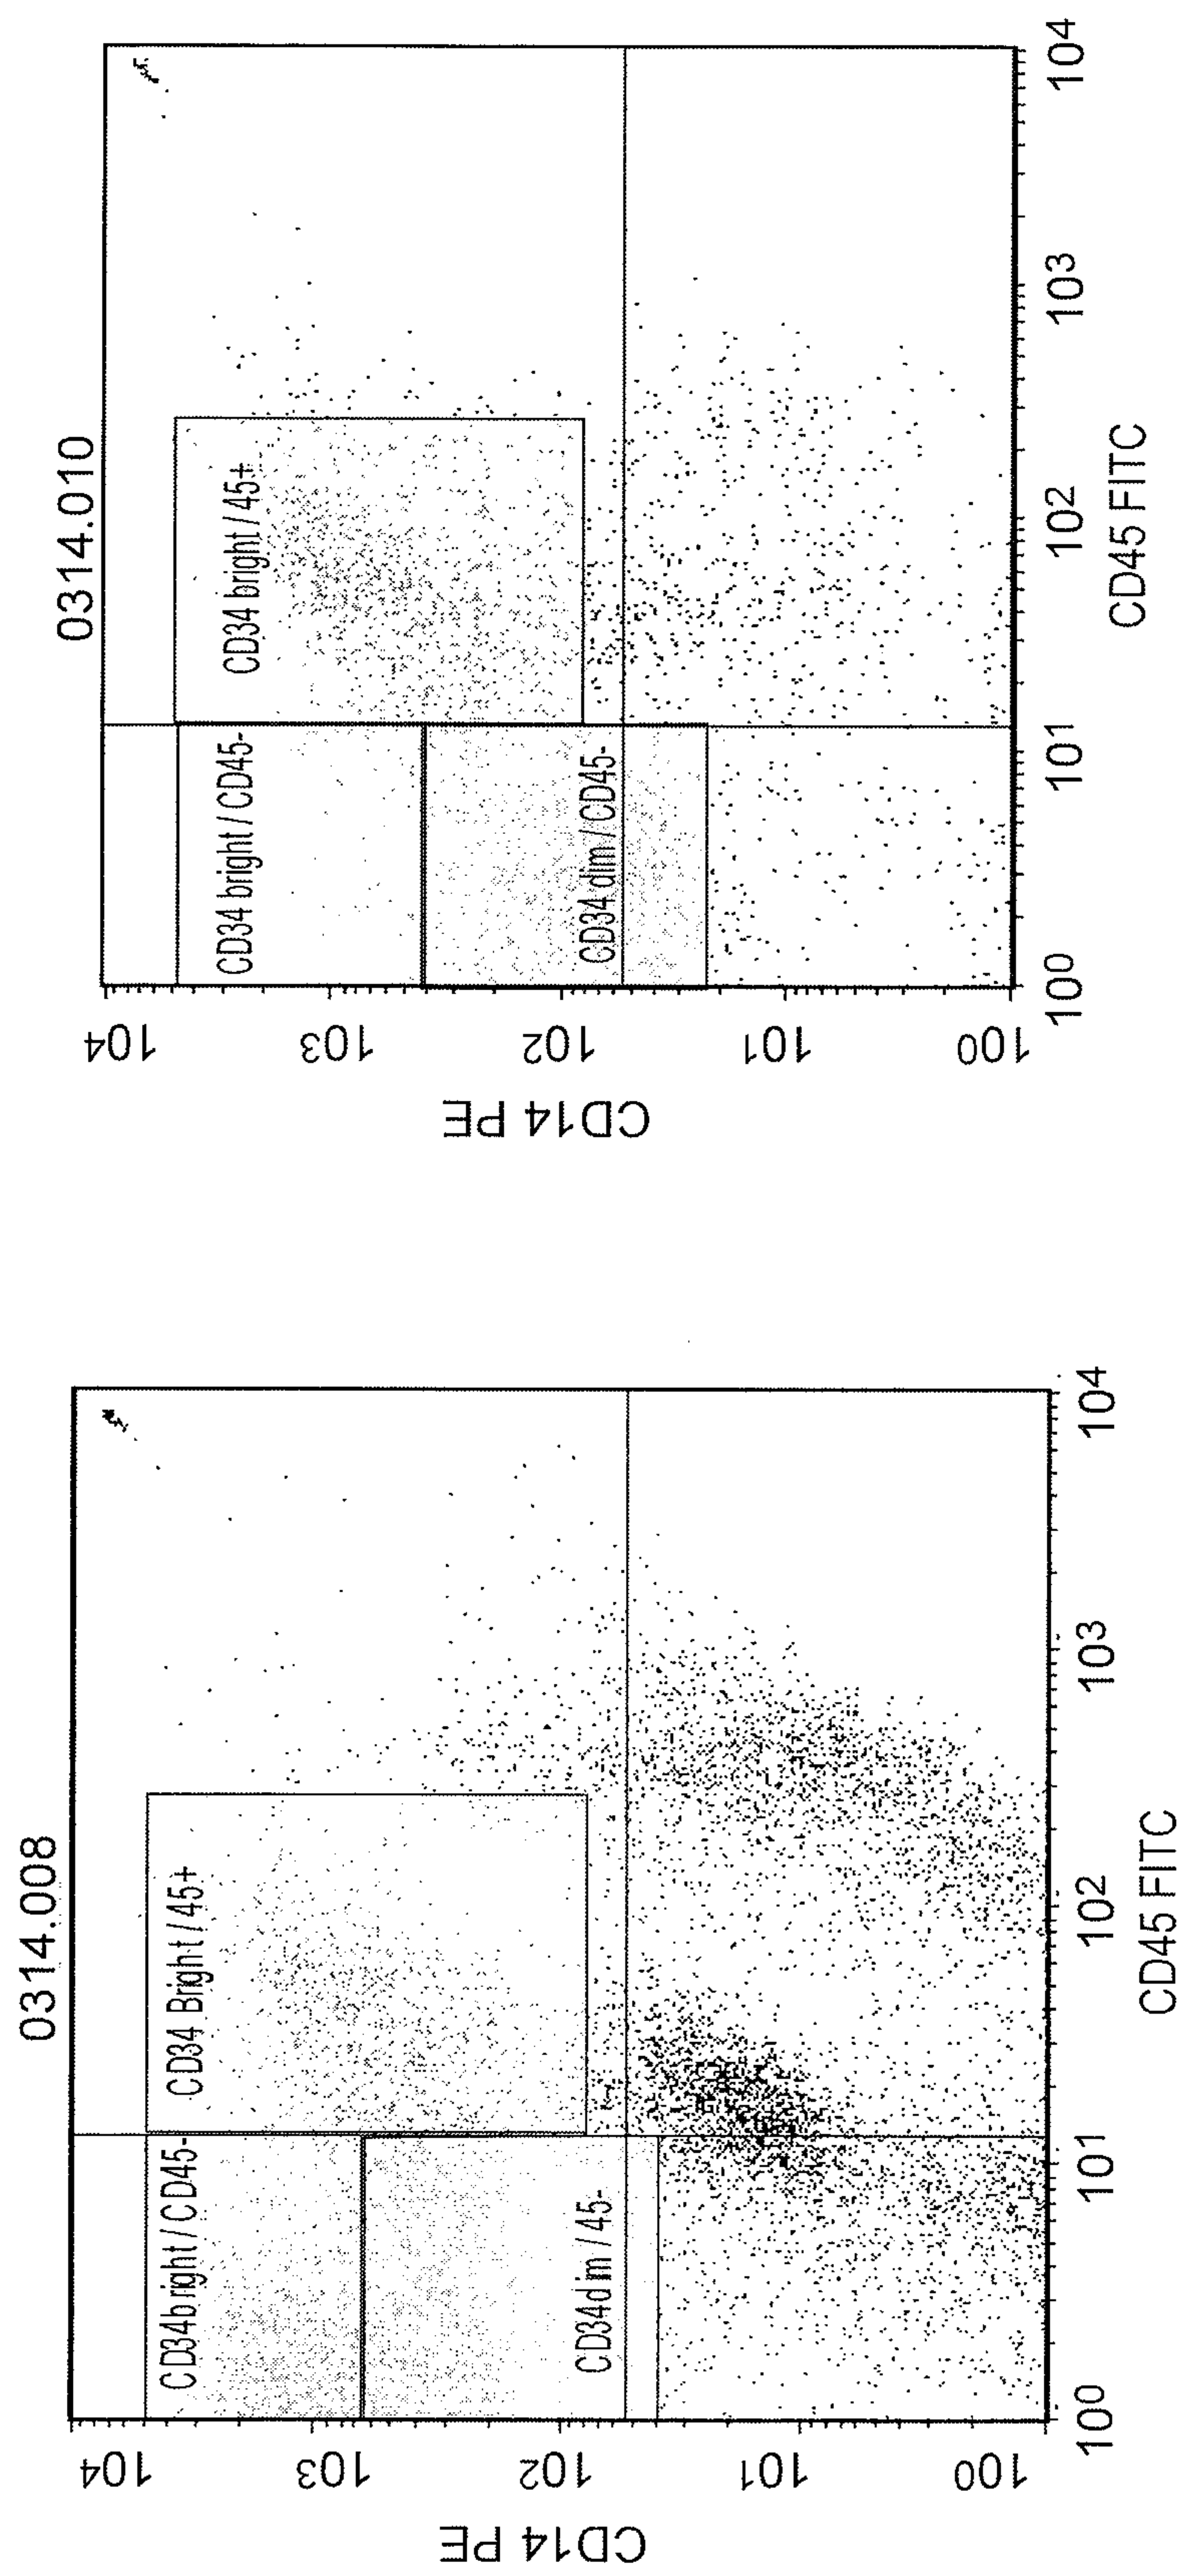 0314.008
CD34bright / CD45-
CD34 Bright / 45+
CD34dim / 45-
CD14 PE
104
103
102
101
100
100
101
102
103
104
CD45 FITC
0314.010
CD34 bright / CD45-
CD34 bright / 45+
CD34 dim / CD45-
CD14 PE
104
103
102
101
100
100
101
102
103
104
CD45 FITC